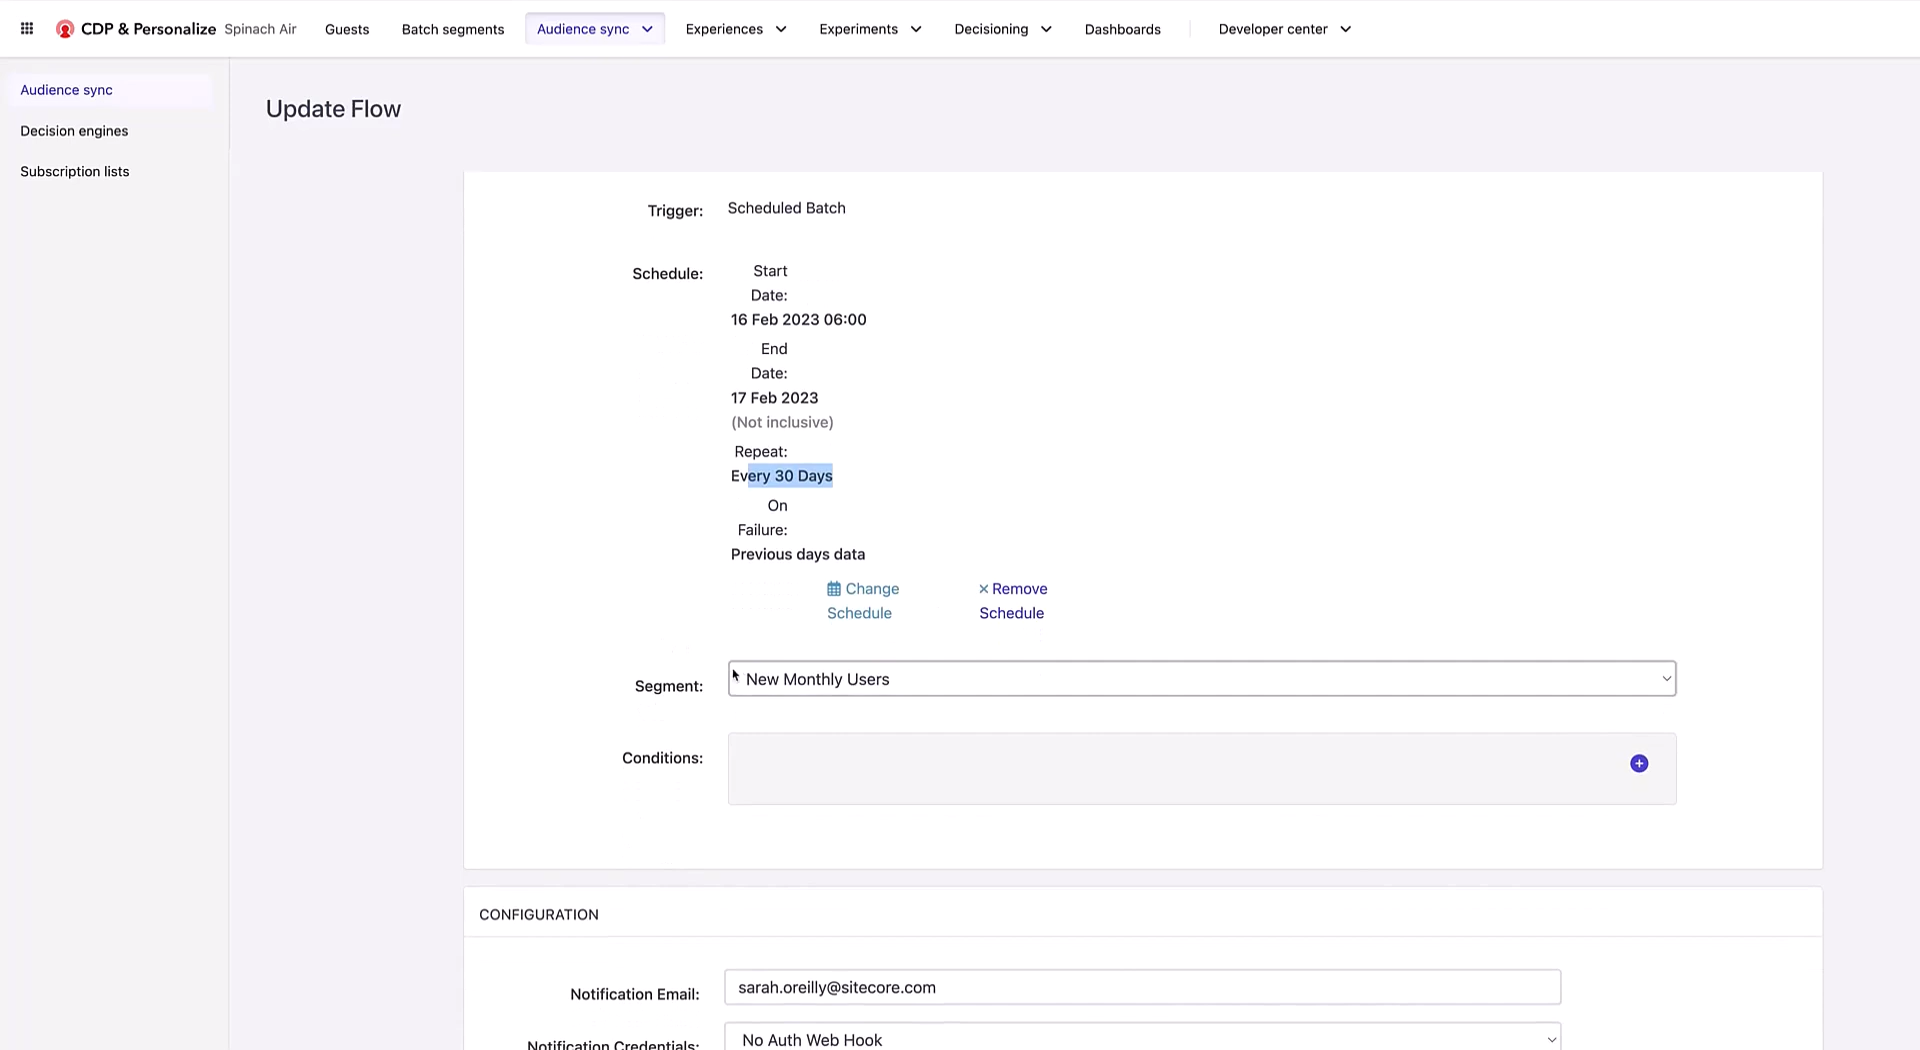 CDP & Personalize Spinach Air Guests Batch segments Audience sync Experiences Experiments Decisioning Dashboards Developer center
Audience sync
Decision engines
Subscription lists
Update Flow
Trigger: Scheduled Batch
Schedule: Start
Date:
16 Feb 2023 06:00
End
Date:
17 Feb 2023
(Not inclusive)
Repeat:
Every 30 Days
On
Failure:
Previous days data
Change
Schedule
× Remove
Schedule
Segment: New Monthly Users
Conditions:
CONFIGURATION
Notification Email: sarah.oreilly@sitecore.com
Notification Credentials: No Auth Web Hook